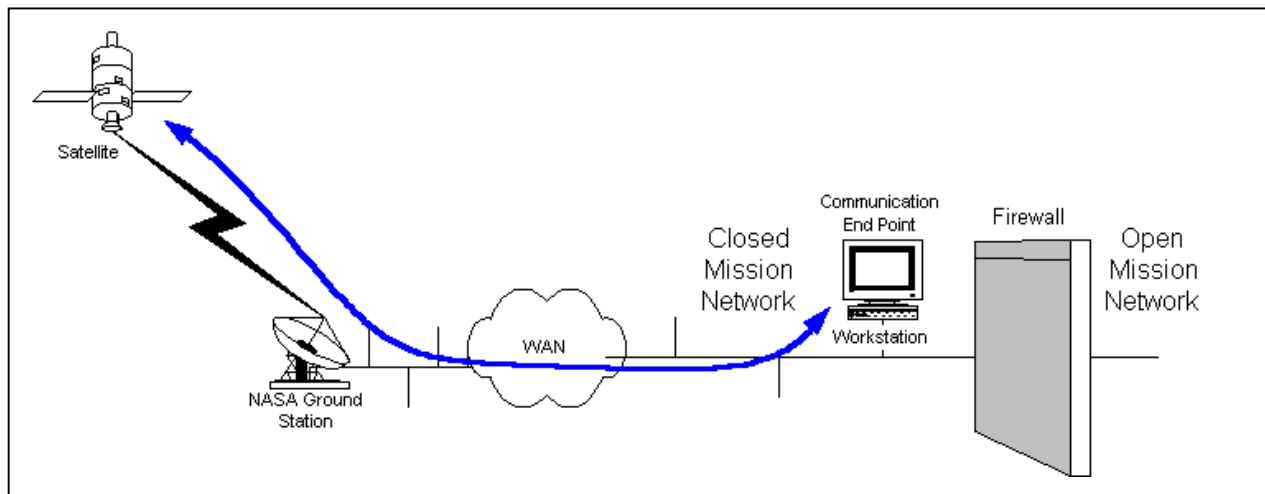 Satellite
NASA Ground
Station
WAN
Closed
Mission
Network
Communication
End Point
Workstation
Firewall
Open
Mission
Network